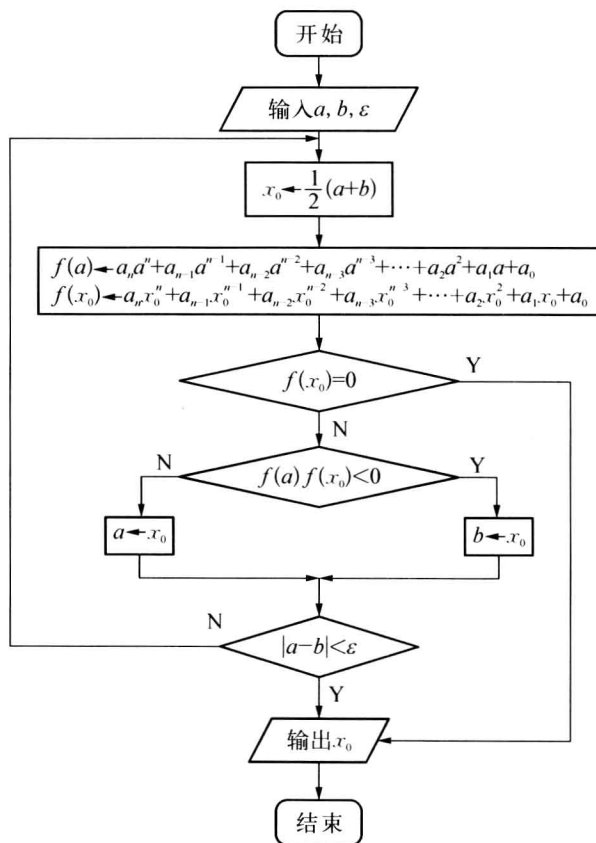 开始
输入a, b, ε
x₀←½(a+b)
f(a)←aₙaⁿ+aₙ₋₁aⁿ⁻¹+aₙ₋₂aⁿ⁻²+aₙ₋₃aⁿ⁻³+⋯+a₂a²+a₁a+a₀
f(x₀)←aₙx₀ⁿ+aₙ₋₁x₀ⁿ⁻¹+aₙ₋₂x₀ⁿ⁻²+aₙ₋₃x₀ⁿ⁻³+⋯+a₂x₀²+a₁x₀+a₀
f(x₀)=0
Y
N
N
f(a)f(x₀)<0
Y
a←x₀
b←x₀
N
|a−b|<ε
Y
输出x₀
结束